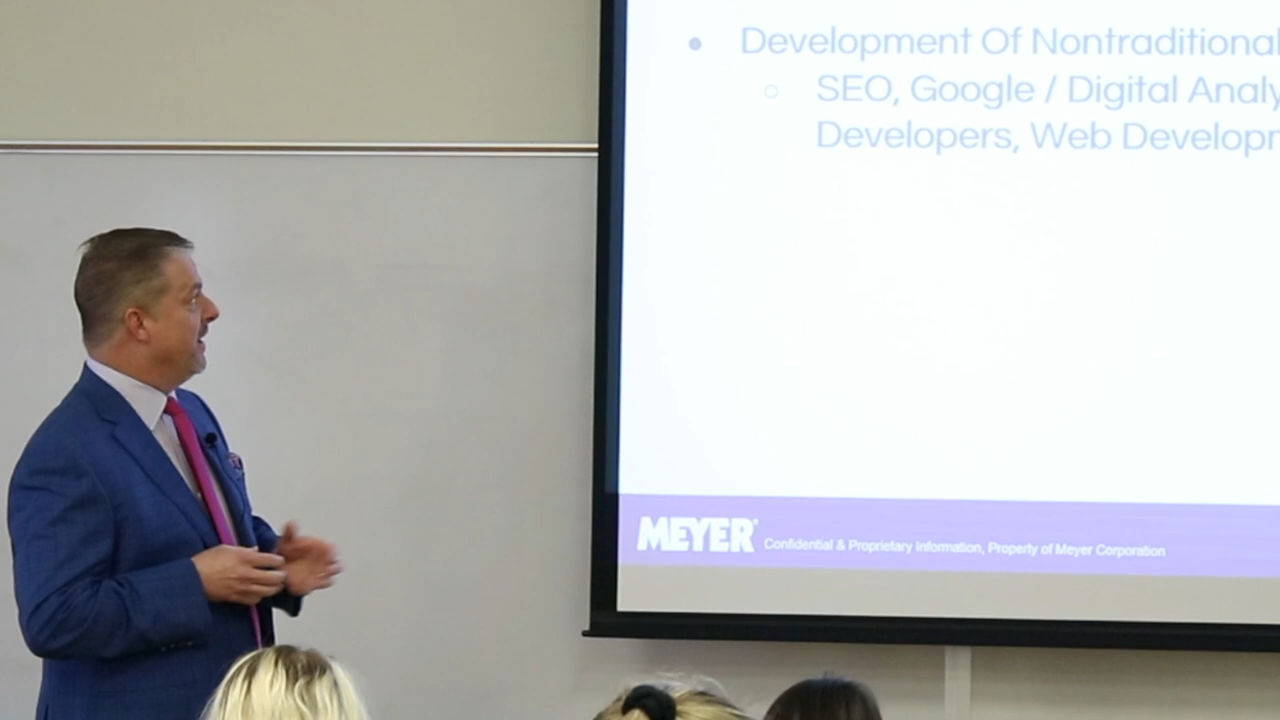 Development Of Nontraditional
SEO, Google / Digital Analy
Developers, Web Developm
MEYER
Confidential & Proprietary Information, Property of Meyer Corporation